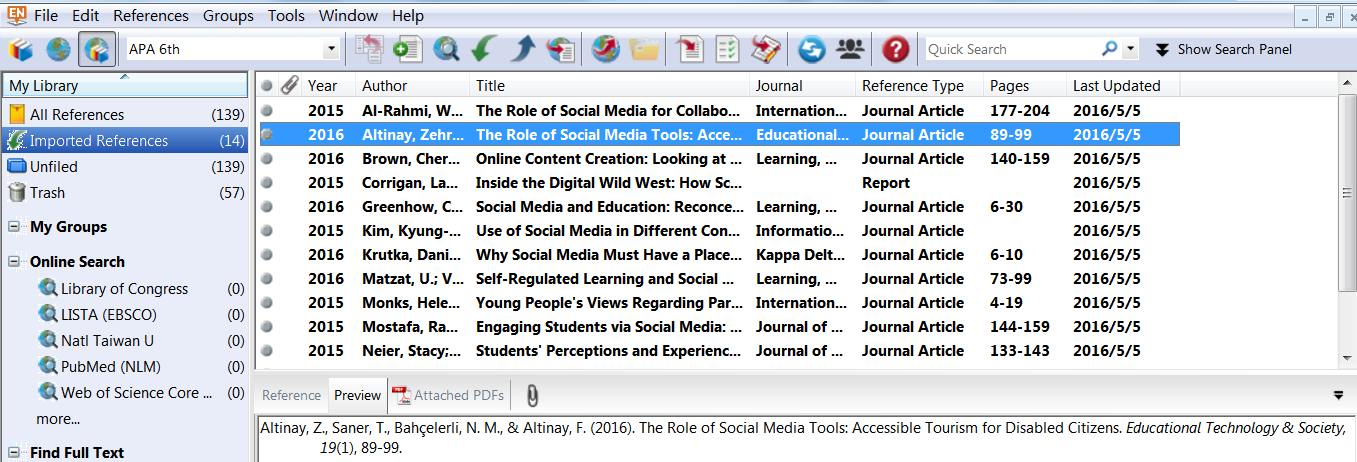 EN File Edit References Groups Tools Window Help
APA 6th Quick Search Show Search Panel
My Library
All References (139)
Imported References (14)
Unfiled (139)
Trash (57)
My Groups
Online Search
Library of Congress (0)
LISTA (EBSCO) (0)
Natl Taiwan U (0)
PubMed (NLM) (0)
Web of Science Core ... (0)
more...
Find Full Text
Year Author Title Journal Reference Type Pages Last Updated
2015 Al-Rahmi, W... The Role of Social Media for Collabo... Internation... Journal Article 177-204 2016/5/5
2016 Altinay, Zehr... The Role of Social Media Tools: Acce... Educational... Journal Article 89-99 2016/5/5
2016 Brown, Cher... Online Content Creation: Looking at ... Learning, ... Journal Article 140-159 2016/5/5
2015 Corrigan, La... Inside the Digital Wild West: How Sc... Report 2016/5/5
2016 Greenhow, C... Social Media and Education: Reconce... Learning, ... Journal Article 6-30 2016/5/5
2015 Kim, Kyung-... Use of Social Media in Different Con... Informatio... Journal Article 2016/5/5
2016 Krutka, Dani... Why Social Media Must Have a Place... Kappa Delt... Journal Article 6-10 2016/5/5
2016 Matzat, U.; V... Self-Regulated Learning and Social ... Learning, ... Journal Article 73-99 2016/5/5
2015 Monks, Hele... Young People's Views Regarding Par... Internation... Journal Article 4-19 2016/5/5
2015 Mostafa, Ra... Engaging Students via Social Media: ... Journal of ... Journal Article 144-159 2016/5/5
2015 Neier, Stacy;... Students' Perceptions and Experienc... Journal of ... Journal Article 133-143 2016/5/5
Reference Preview Attached PDFs
Altinay, Z., Saner, T., Bahçelerli, N. M., & Altinay, F. (2016). The Role of Social Media Tools: Accessible Tourism for Disabled Citizens. Educational Technology & Society,
19(1), 89-99.